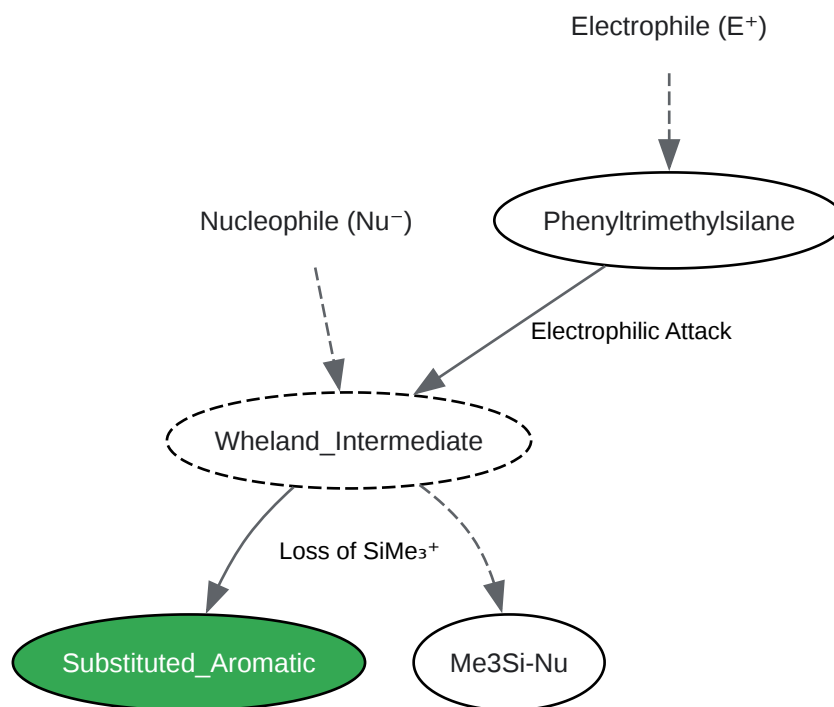 Electrophile (E⁺)
Nucleophile (Nu⁻)
Phenyltrimethylsilane
Electrophilic Attack
Wheland_Intermediate
Loss of SiMe₃⁺
Substituted_Aromatic
Me3Si-Nu